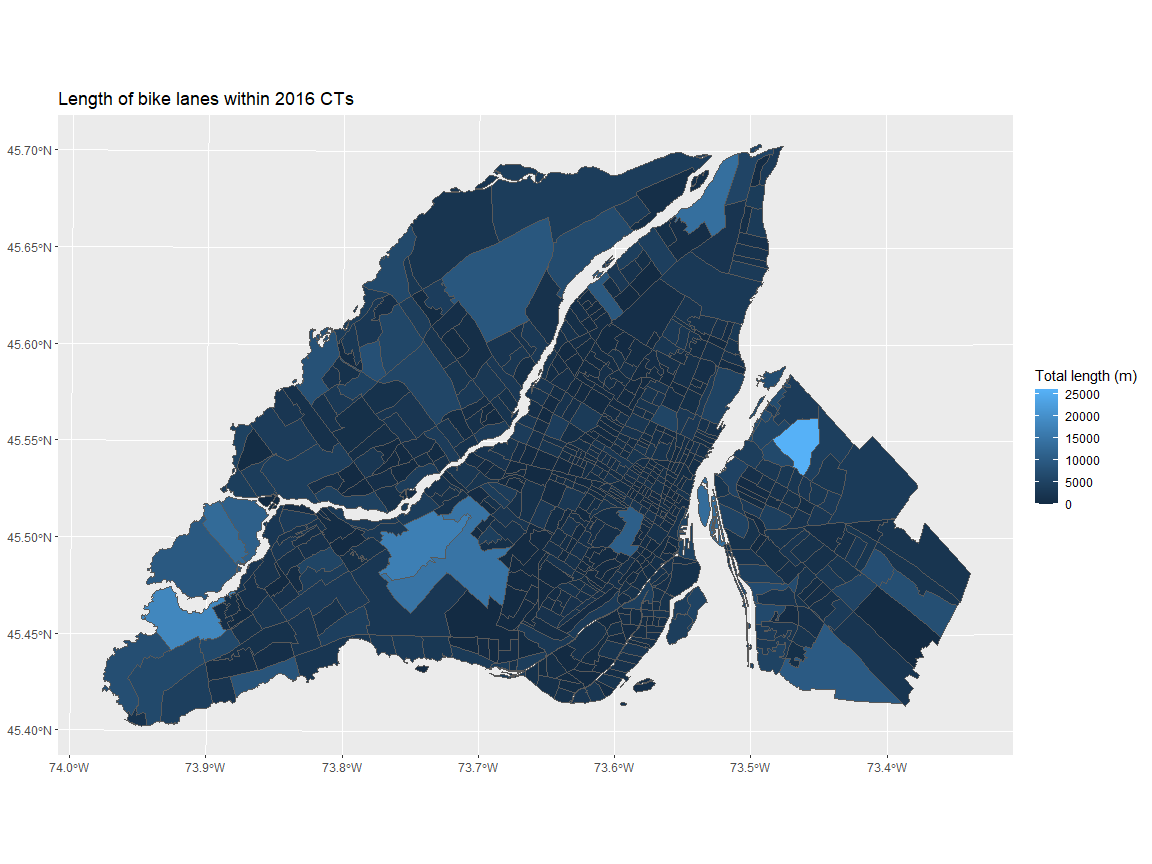 Length of bike lanes within 2016 CTs
45.70°N
45.65°N
45.60°N
45.55°N
45.50°N
45.45°N
45.40°N
74.0°W
73.9°W
73.8°W
73.7°W
73.6°W
73.5°W
73.4°W
Total length (m)
25000
20000
15000
10000
5000
0